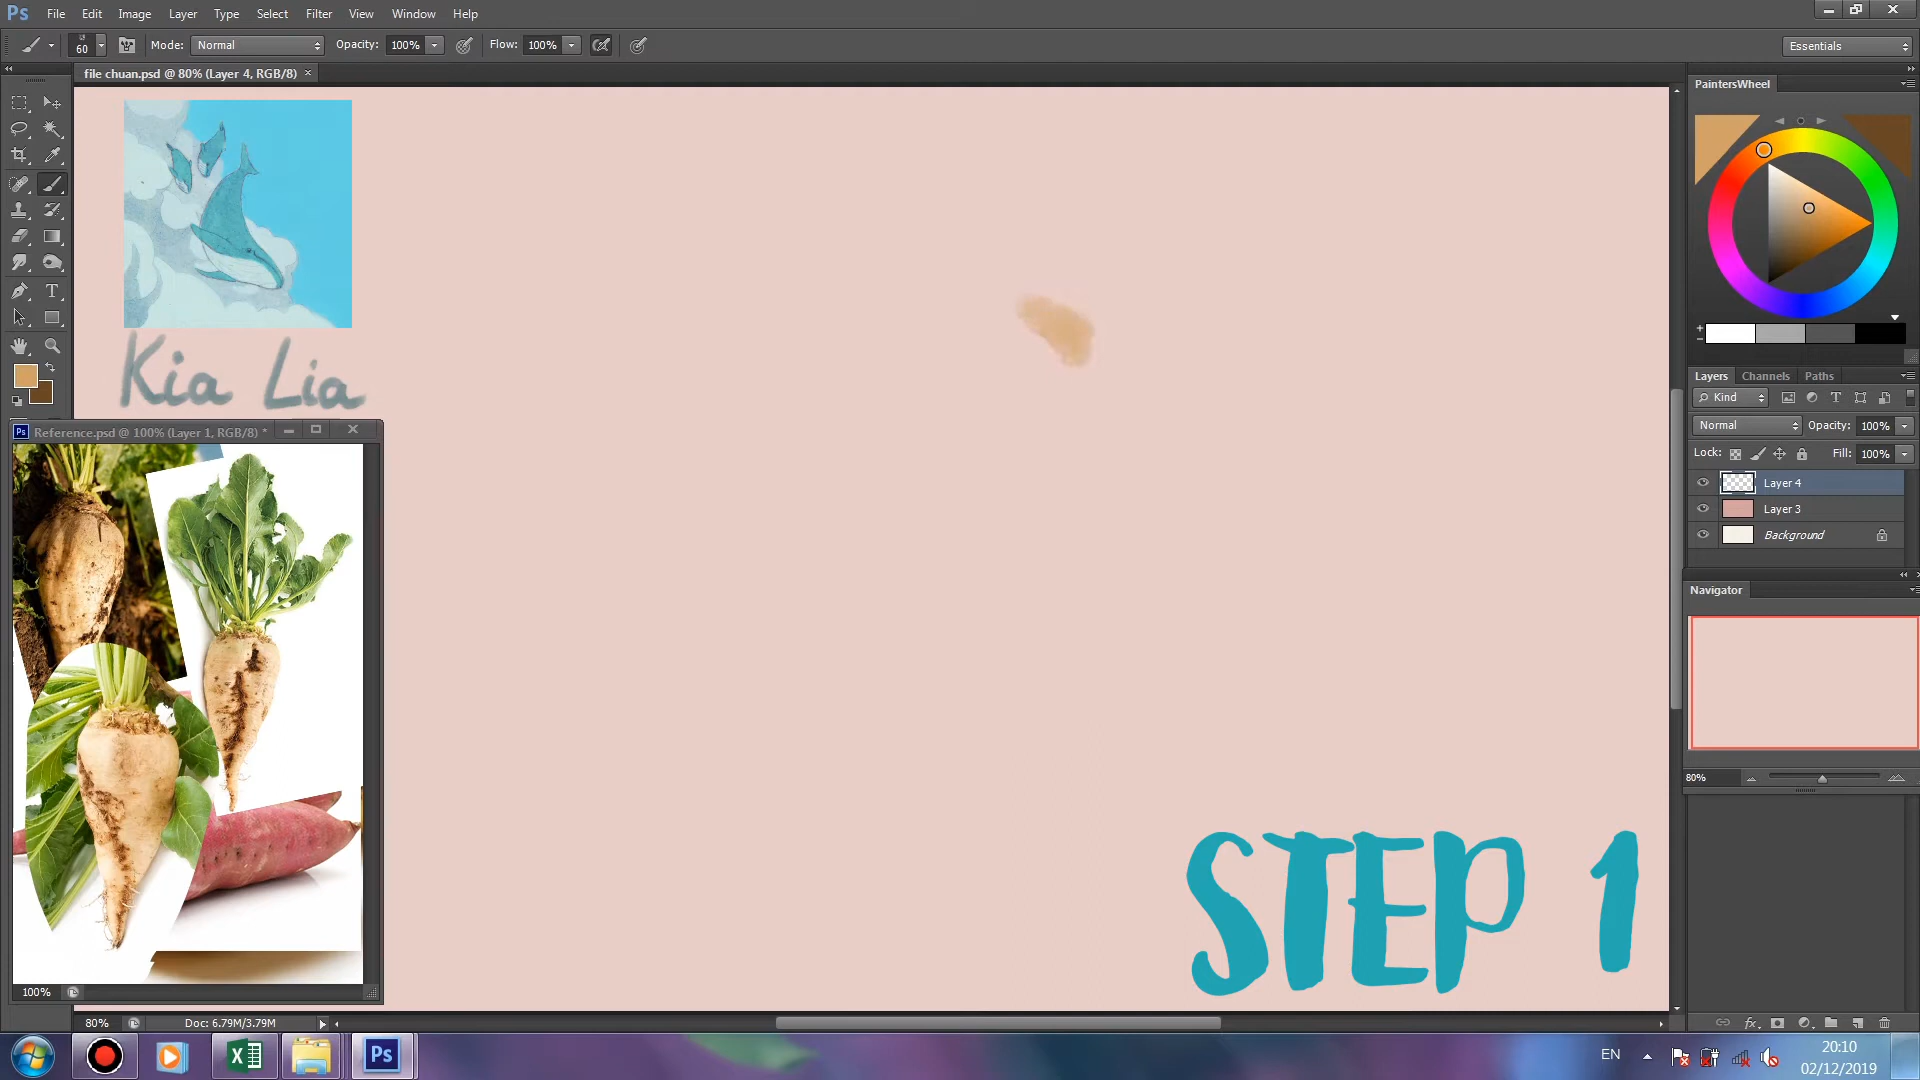 Ps File Edit Image Layer Type Select Filter View Window Help
60 Mode: Normal Opacity: 100% Flow: 100% Essentials
file chuan.psd @ 80% (Layer 4, RGB/8) ×
PaintersWheel
Kia Lia
Layers Channels Paths
Kind
Normal Opacity: 100%
Lock: Fill: 100%
Layer 4
Layer 3
Background
Navigator
80%
Ps Reference.psd @ 100% (Layer 1, RGB/8) *
100%
STEP 1
80% Doc: 6.79M/3.79M
Ps
EN
20:10
02/12/2019